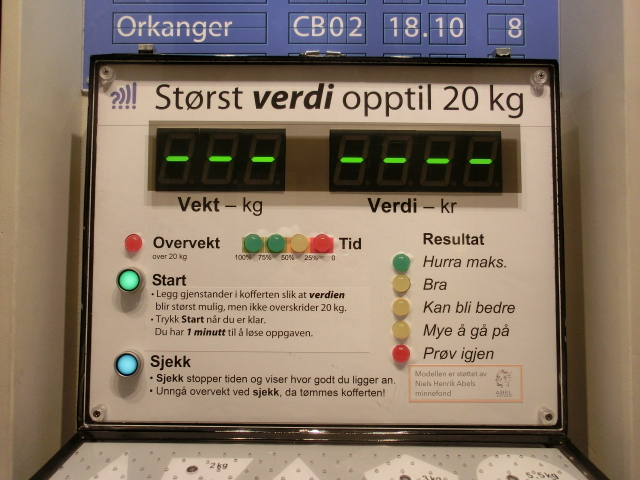 Orkanger CB02 18.10 8
?!!! Størst verdi opptil 20 kg
--- ----
Vekt – kg Verdi – kr
Overvekt
over 20 kg
Tid
100% 75% 50% 25% 0
Start
• Legg gjenstander i kofferten slik at verdien
blir størst mulig, men ikke overskrider 20 kg.
• Trykk Start når du er klar.
Du har 1 minutt til å løse oppgaven.
Sjekk
• Sjekk stopper tiden og viser hvor godt du ligger an.
• Unngå overvekt ved sjekk, da tømmes kofferten!
Resultat
Hurra maks.
Bra
Kan bli bedre
Mye å gå på
Prøv igjen
Modellen er støttet av
Niels Henrik Abels
minnefond
ABEL
2kg
3kg
5,5kg